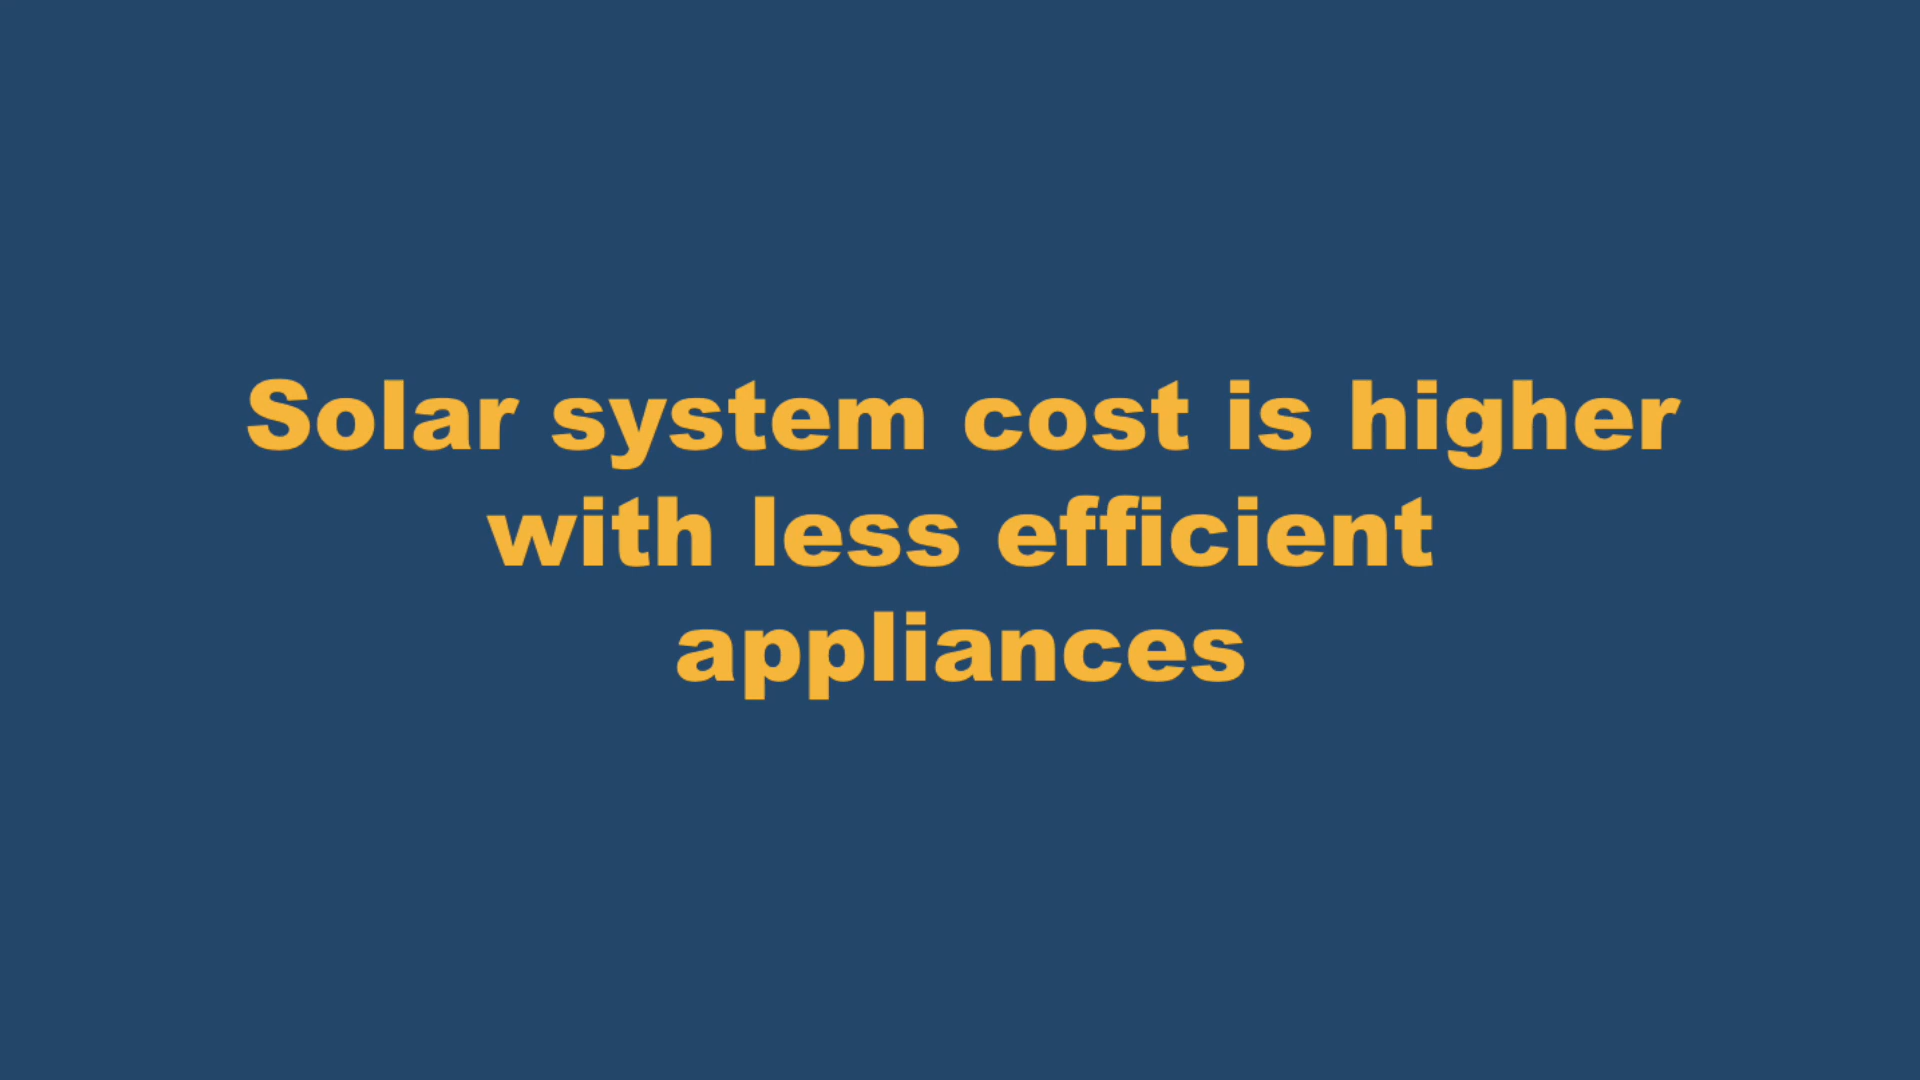 Solar system cost is higher
with less efficient
appliances